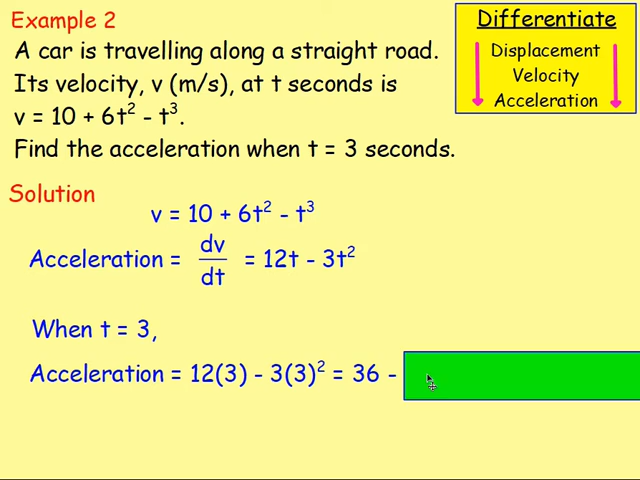 Example 2
A car is travelling along a straight road.
Its velocity, v (m/s), at t seconds is
v = 10 + 6t² - t³.
Find the acceleration when t = 3 seconds.
Differentiate
Displacement
Velocity
Acceleration
Solution
v = 10 + 6t² - t³
Acceleration = dv/dt = 12t - 3t²
When t = 3,
Acceleration = 12(3) - 3(3)² = 36 -